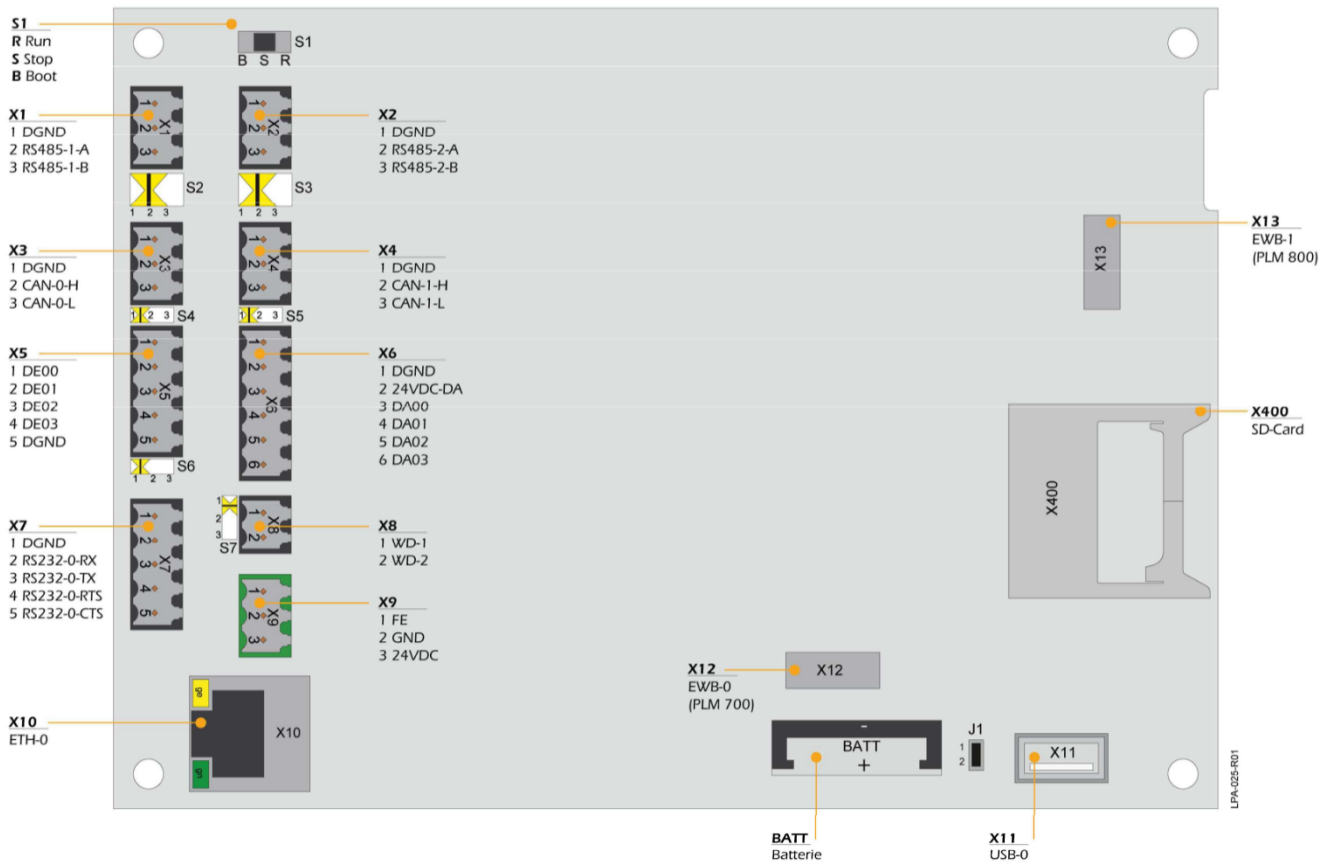 S1
R Run
S Stop
B Boot
S1
B S R
X1
1 DGND
2 RS485-1-A
3 RS485-1-B
1
2
3
X1
1
2
3
X2
X2
1 DGND
2 RS485-2-A
3 RS485-2-B
S2
1 2 3
S3
1 2 3
X3
1 DGND
2 CAN-0-H
3 CAN-0-L
1
2
3
X3
1
2
3
X4
X4
1 DGND
2 CAN-1-H
3 CAN-1-L
1 2 3 S4
1 2 3 S5
X13
X13
EWB-1
(PLM 800)
X5
1 DE00
2 DE01
3 DE02
4 DE03
5 DGND
1
2
3
4
5
X5
1
2
3
4
5
6
X6
X6
1 DGND
2 24VDC-DA
3 DA00
4 DA01
5 DA02
6 DA03
S6
1 2 3
X400
X400
SD-Card
X7
1 DGND
2 RS232-0-RX
3 RS232-0-TX
4 RS232-0-RTS
5 RS232-0-CTS
1
2
3
4
5
X7
1
2
3
S7
1
2
X8
X8
1 WD-1
2 WD-2
1
2
3
X9
X9
1 FE
2 GND
3 24VDC
X10
ETH-0
ge
gn
X10
X12
EWB-0
(PLM 700)
X12
-
BATT
+
J1
1
2
X11
LPA-025-R01
BATT
Batterie
X11
USB-0